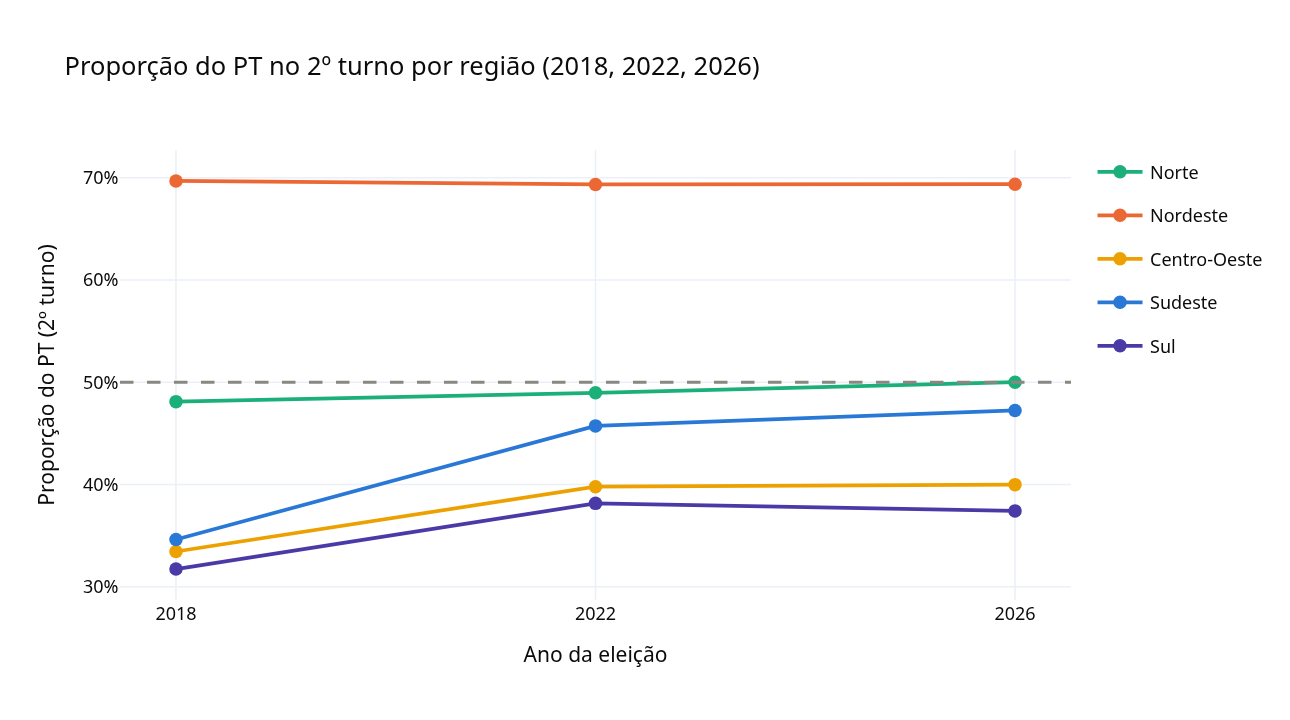 Proporção do PT no 2º turno por região (2018, 2022, 2026)
Proporção do PT (2º turno)
70%
60%
50%
40%
30%
2018
2022
2026
Ano da eleição
Norte
Nordeste
Centro-Oeste
Sudeste
Sul